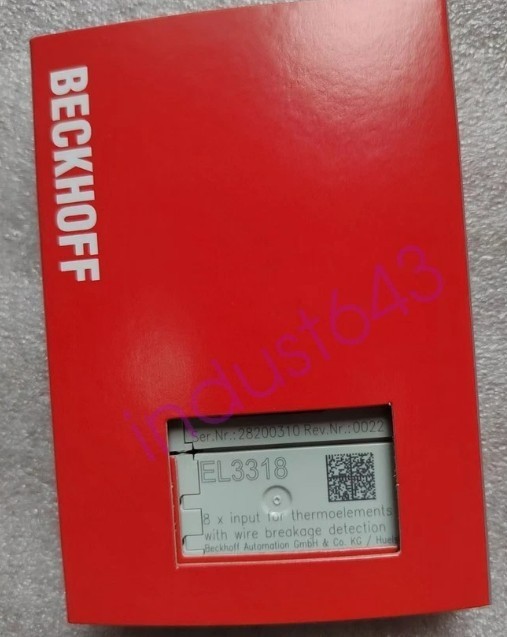 BECKHOFF
indust643
Ser.Nr.:28200310 Rev.Nr.:0022
EL3318
8 x input for thermoelements
with wire breakage detection
Beckhoff Automation GmbH & Co. KG / Huel